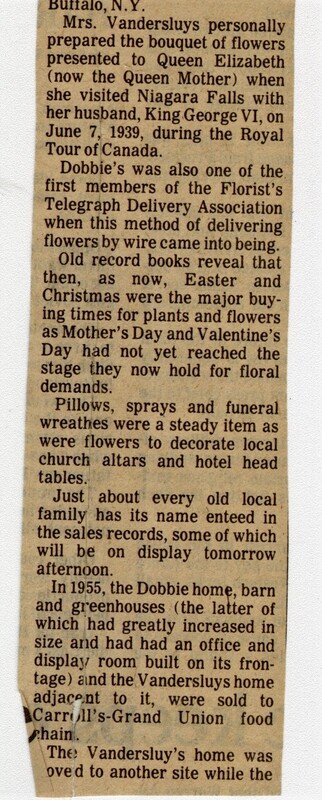 Buffalo, N.Y.
Mrs. Vandersluys personally
prepared the bouquet of flowers
presented to Queen Elizabeth
(now the Queen Mother) when
she visited Niagara Falls with
her husband, King George VI, on
June 7, 1939, during the Royal
Tour of Canada.
Dobbie's was also one of the
first members of the Florist's
Telegraph Delivery Association
when this method of delivering
flowers by wire came into being.
Old record books reveal that
then, as now, Easter and
Christmas were the major buy-
ing times for plants and flowers
as Mother's Day and Valentine's
Day had not yet reached the
stage they now hold for floral
demands.
Pillows, sprays and funeral
wreathes were a steady item as
were flowers to decorate local
church altars and hotel head
tables.
Just about every old local
family has its name enteed in
the sales records, some of which
will be on display tomorrow
afternoon.
In 1955, the Dobbie home, barn
and greenhouses (the latter of
which had greatly increased in
size and had had an office and
display room built on its fron-
tage) and the Vandersluys home
adjacent to it, were sold to
Carroll's-Grand Union food
chain.
The Vandersluy's home was
oved to another site while the